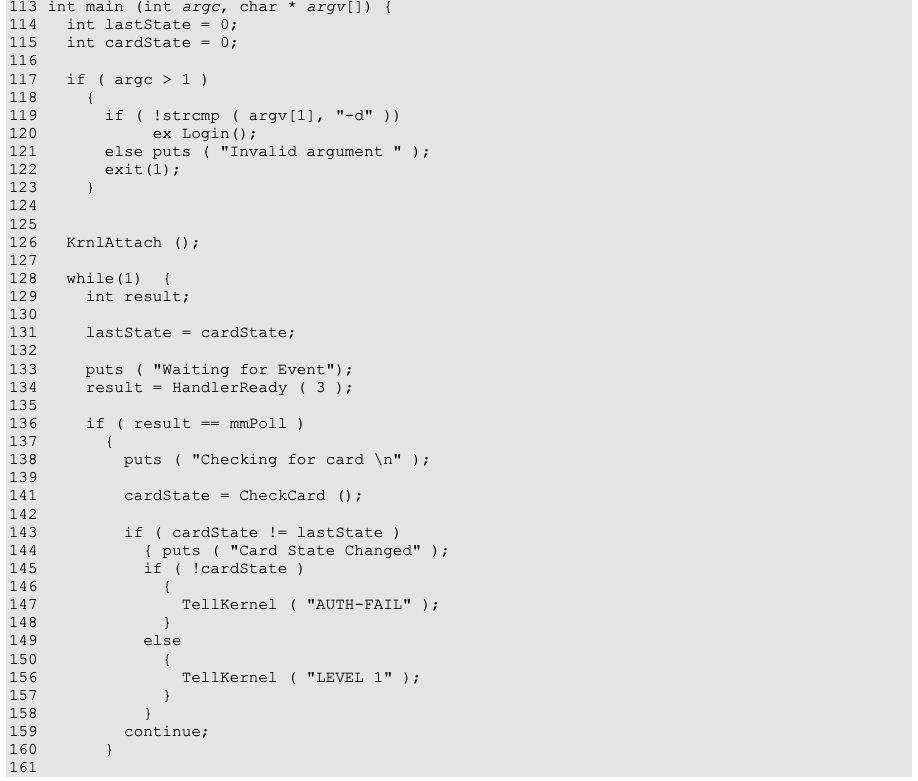 113 int main (int argc, char * argv[]) {
114   int lastState = 0;
115   int cardState = 0;
116
117   if ( argc > 1 )
118     {
119       if ( !strcmp ( argv[1], "-d" ))
120            ex Login();
121       else puts ( "Invalid argument " );
122       exit(1);
123     }
124
125
126   KrnlAttach ();
127
128   while(1)  {
129     int result;
130
131     lastState = cardState;
132
133     puts ( "Waiting for Event");
134     result = HandlerReady ( 3 );
135
136     if ( result == mmPoll )
137       {
138         puts ( "Checking for card \n" );
139
141         cardState = CheckCard ();
142
143         if ( cardState != lastState )
144           { puts ( "Card State Changed" );
145           if ( !cardState )
146             {
147               TellKernel ( "AUTH-FAIL" );
148             }
149           else
150             {
156               TellKernel ( "LEVEL 1" );
157             }
158           }
159         continue;
160       }
161